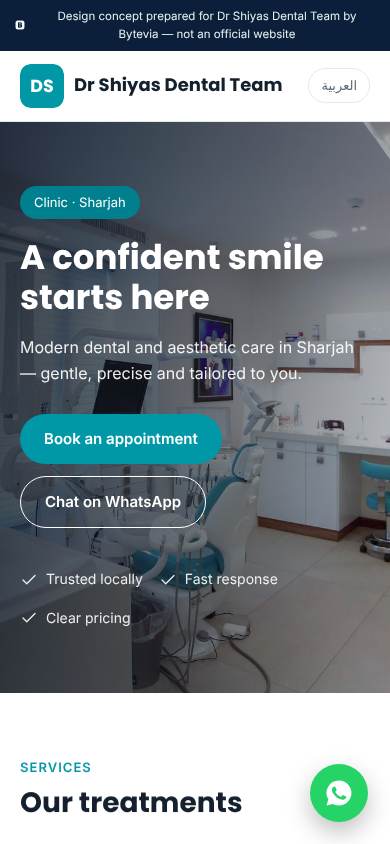 B
Design concept prepared for Dr Shiyas Dental Team by
Bytevia — not an official website
DS
Dr Shiyas Dental Team
العربية
Clinic · Sharjah
A confident smile
starts here
Modern dental and aesthetic care in Sharjah
— gentle, precise and tailored to you.
Book an appointment
Chat on WhatsApp
Trusted locally
Fast response
Clear pricing
SERVICES
Our treatments